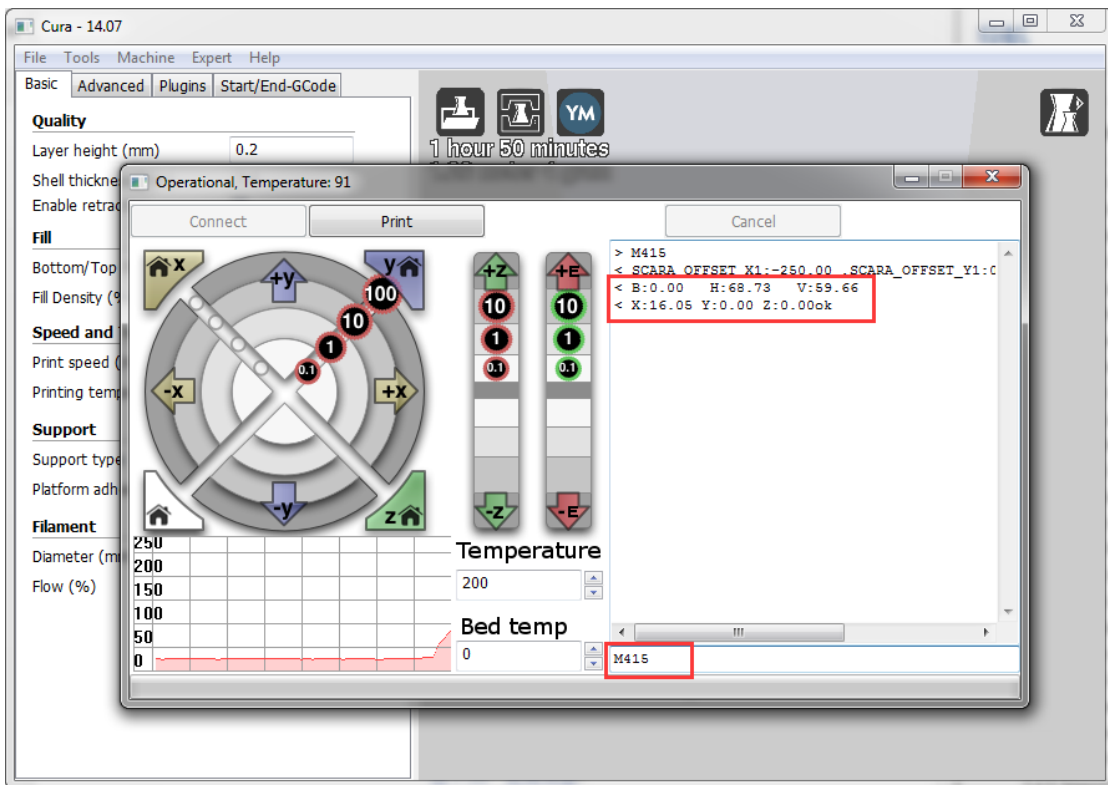 Cura - 14.07
File Tools Machine Expert Help
Basic Advanced Plugins Start/End-GCode
Quality
Layer height (mm) 0.2
YM
1 hour 50 minutes
Shell thickne
Enable retrac
Fill
Bottom/Top
Fill Density (%
Speed and
Print speed (
Printing temp
Support
Support type
Platform adh
Filament
Diameter (m
Flow (%)
Operational, Temperature: 91
Connect Print Cancel
x +y y
100
10
1
0.1
-x +x
-y z
+Z +E
10 10
1 1
0.1 0.1
-Z -E
> M415
< SCARA_OFFSET X1:-250.00 ,SCARA_OFFSET_Y1:0
< B:0.00 H:68.73 V:59.66
< X:16.05 Y:0.00 Z:0.00ok
250
200
150
100
50
0
Temperature
200
Bed temp
0
M415